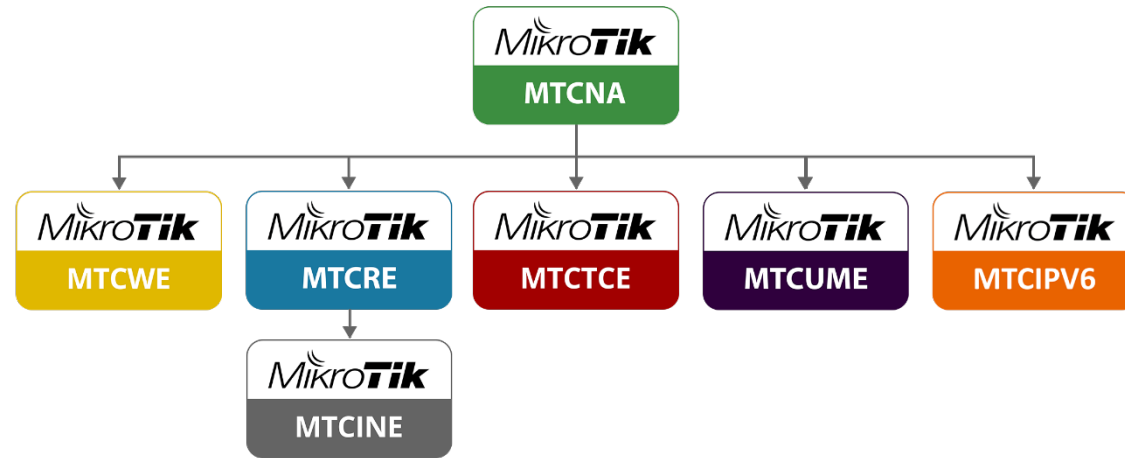 MikroTik
MTCNA
MikroTik
MTCWE
MikroTik
MTCRE
MikroTik
MTCTCE
MikroTik
MTCUME
MikroTik
MTCIPV6
MikroTik
MTCINE